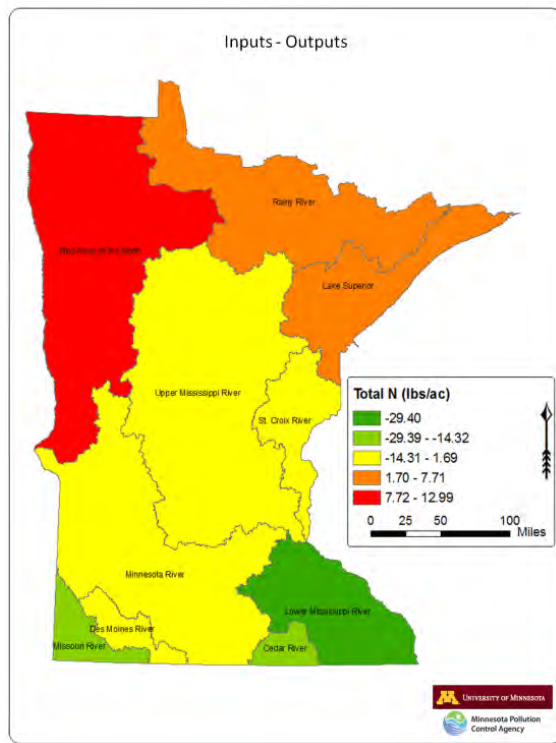 Inputs - Outputs
Rainy River
Red River of the North
Lake Superior
Upper Mississippi River
St. Croix River
Total N (lbs/ac)
-29.40
-29.39 - -14.32
-14.31 - 1.69
1.70 - 7.71
7.72 - 12.99
0 25 50 100
Miles
Minnesota River
Lower Mississippi River
Des Moines River
Missouri River
Cedar River
UNIVERSITY OF MINNESOTA
Minnesota Pollution
Control Agency